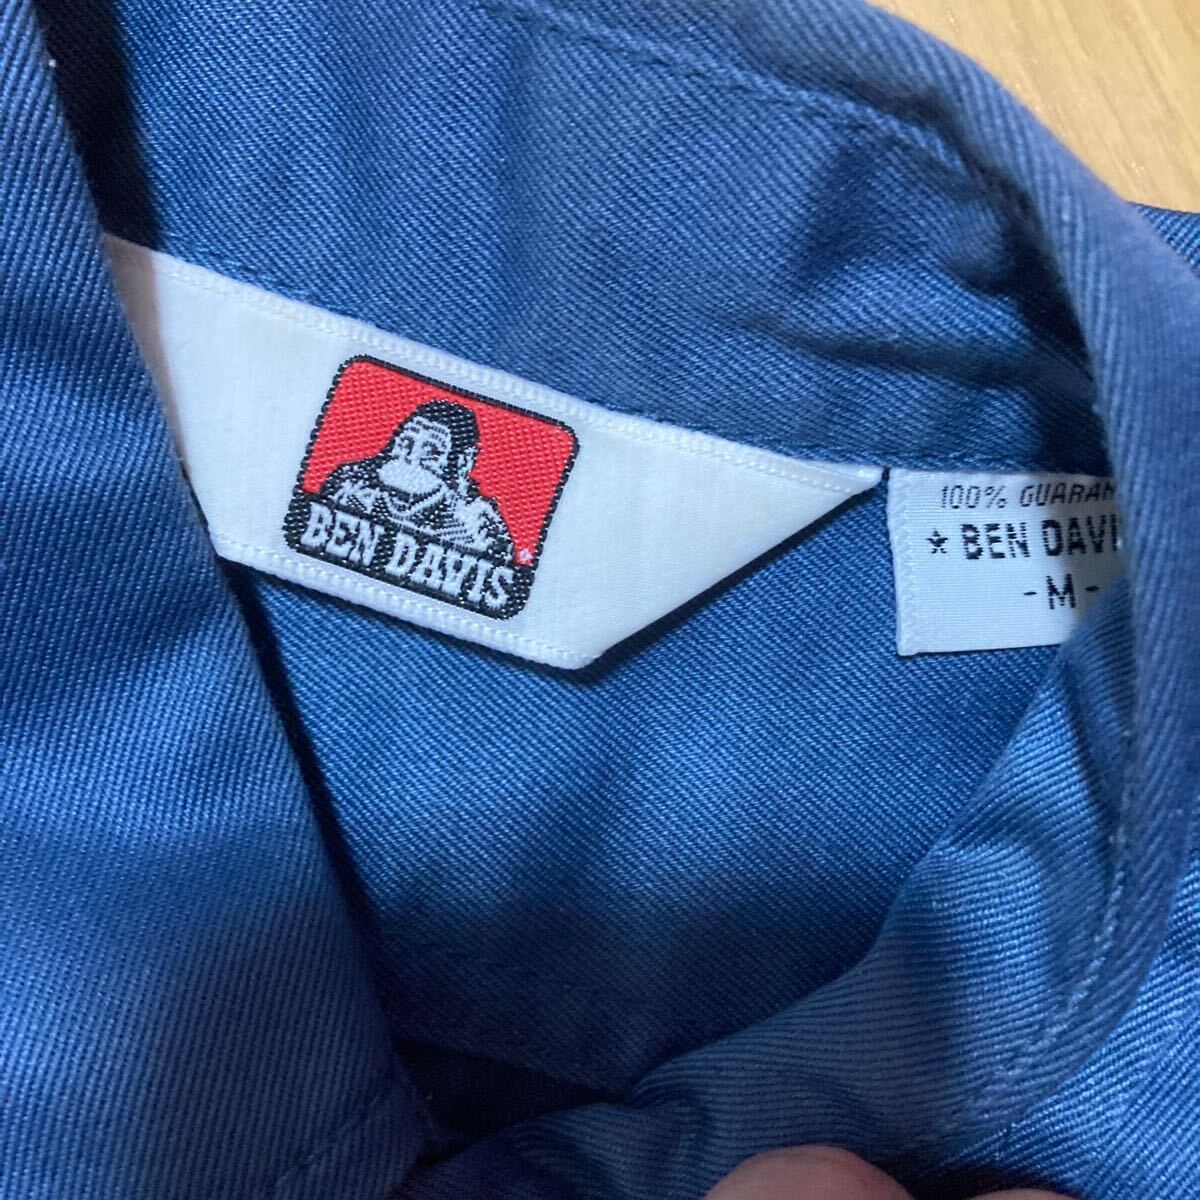 BEN DAVIS
®
100% GUARAN
★ BEN DAVI
- M -